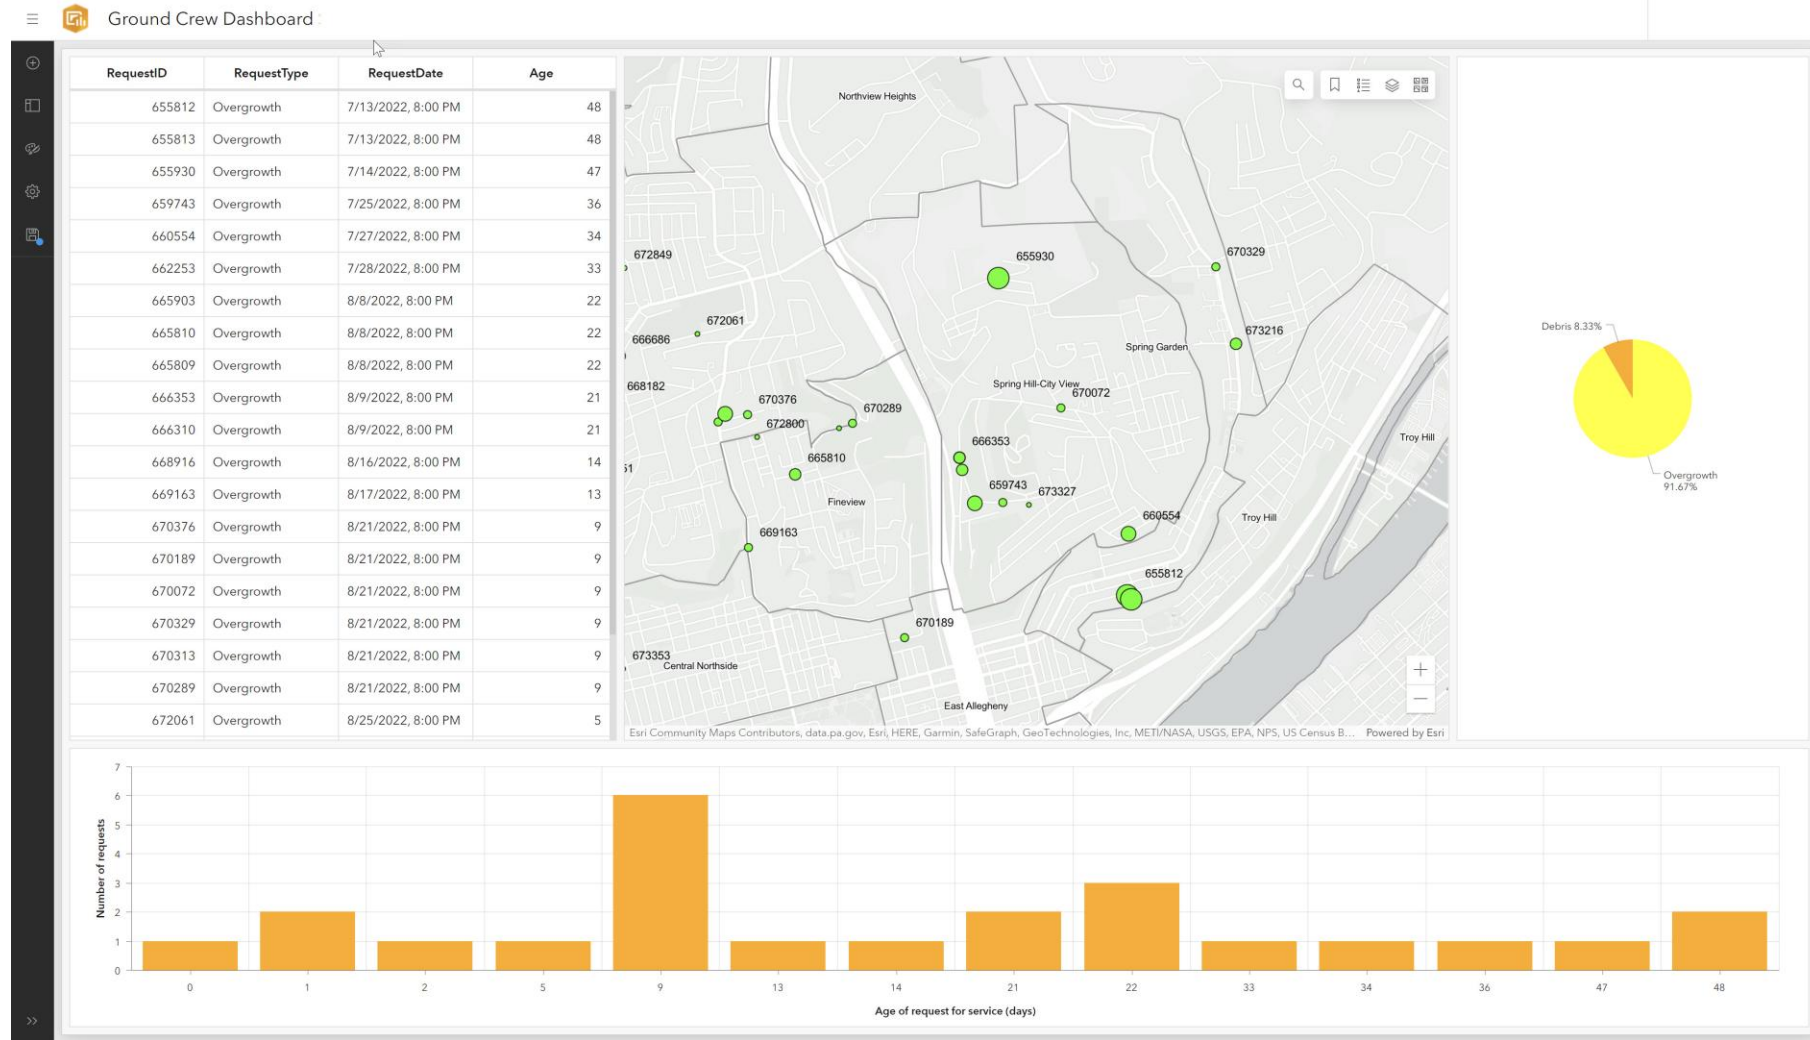 Ground Crew Dashboard
RequestID RequestType RequestDate Age
655812 Overgrowth 7/13/2022, 8:00 PM 48
655813 Overgrowth 7/13/2022, 8:00 PM 48
655930 Overgrowth 7/14/2022, 8:00 PM 47
659743 Overgrowth 7/25/2022, 8:00 PM 36
660554 Overgrowth 7/27/2022, 8:00 PM 34
662253 Overgrowth 7/28/2022, 8:00 PM 33
665903 Overgrowth 8/8/2022, 8:00 PM 22
665810 Overgrowth 8/8/2022, 8:00 PM 22
665809 Overgrowth 8/8/2022, 8:00 PM 22
666353 Overgrowth 8/9/2022, 8:00 PM 21
666310 Overgrowth 8/9/2022, 8:00 PM 21
668916 Overgrowth 8/16/2022, 8:00 PM 14
669163 Overgrowth 8/17/2022, 8:00 PM 13
670376 Overgrowth 8/21/2022, 8:00 PM 9
670189 Overgrowth 8/21/2022, 8:00 PM 9
670072 Overgrowth 8/21/2022, 8:00 PM 9
670329 Overgrowth 8/21/2022, 8:00 PM 9
670313 Overgrowth 8/21/2022, 8:00 PM 9
670289 Overgrowth 8/21/2022, 8:00 PM 9
672061 Overgrowth 8/25/2022, 8:00 PM 5
Northview Heights
672849
655930
670329
672061
666686
673216
Spring Garden
668182
Spring Hill-City View
670072
670376
670289
672800
666353
Troy Hill
51
665810
659743
673327
Fineview
660554
Troy Hill
669163
655812
670189
673353
Central Northside
East Allegheny
Esri Community Maps Contributors, data.pa.gov, Esri, HERE, Garmin, SafeGraph, GeoTechnologies, Inc, METI/NASA, USGS, EPA, NPS, US Census B... Powered by Esri
Debris 8.33%
Overgrowth
91.67%
Number of requests
7
6
5
4
3
2
1
0
0 1 2 5 9 13 14 21 22 33 34 36 47 48
Age of request for service (days)